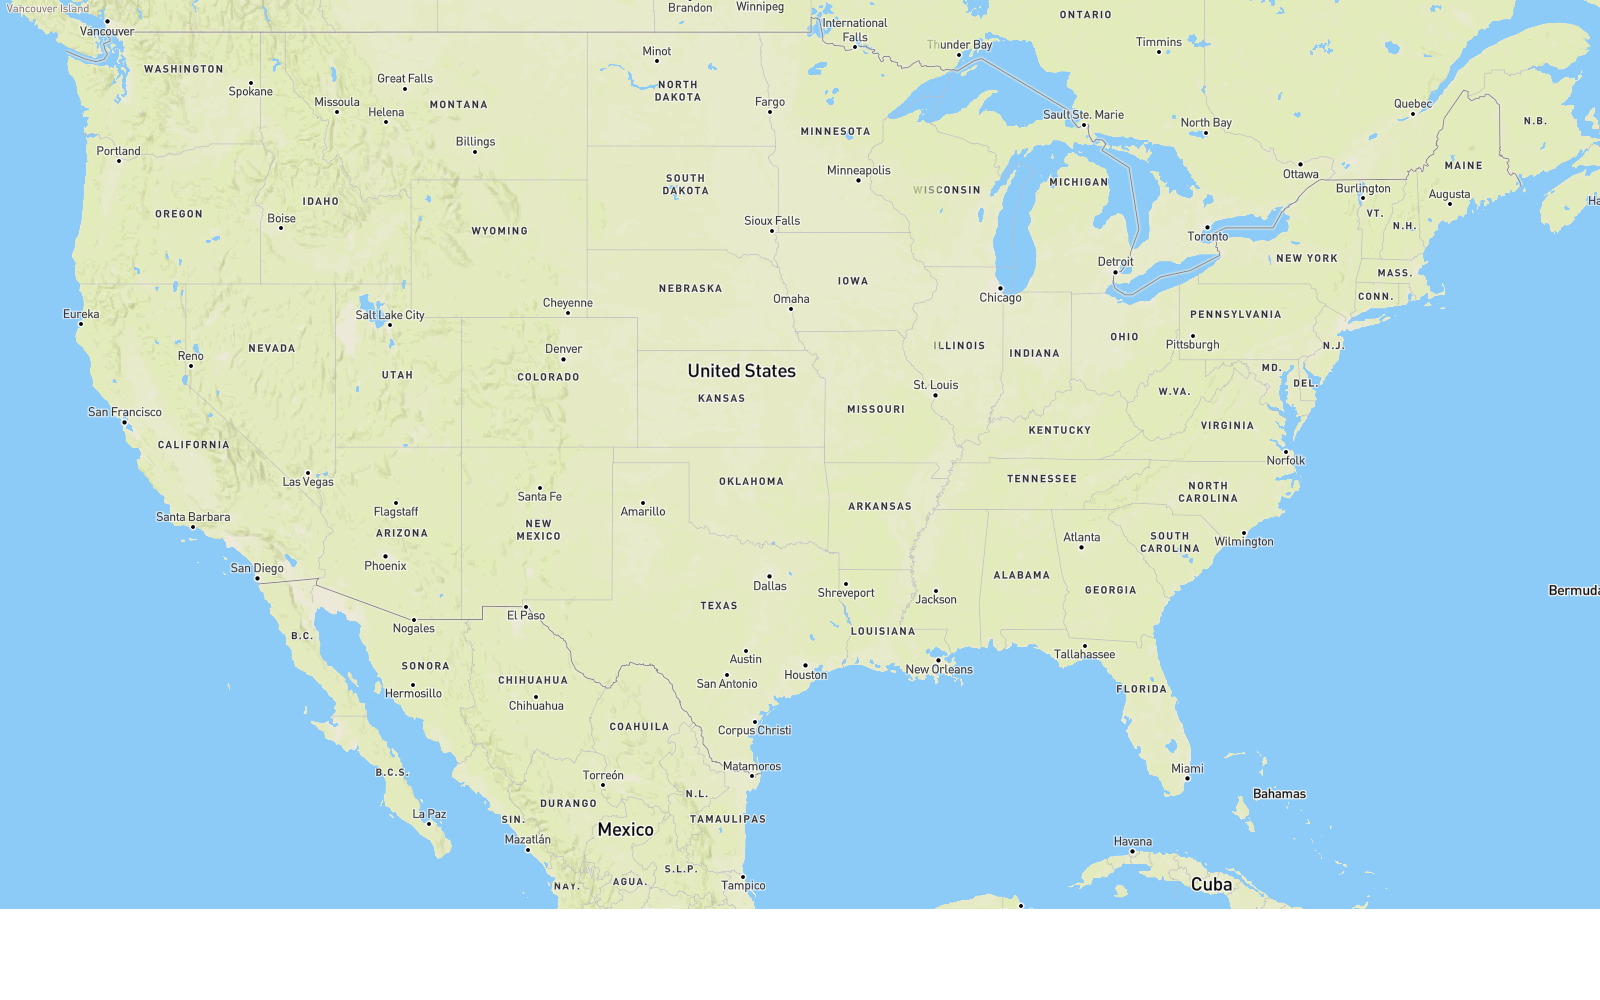 Vancouver Island
Brandon
Winnipeg
International
Falls
ONTARIO
Vancouver
Thunder Bay
Timmins
Minot
WASHINGTON
Spokane
Great Falls
Missoula
Helena
MONTANA
NORTH
DAKOTA
Fargo
Quebec
Sault Ste. Marie
North Bay
N.B.
MINNESOTA
Billings
Portland
Minneapolis
MAINE
Ottawa
Burlington
Augusta
SOUTH
DAKOTA
WISCONSIN
MICHIGAN
IDAHO
OREGON
Boise
Sioux Falls
WYOMING
VT.
N.H.
Ha
Toronto
NEW YORK
Detroit
MASS.
IOWA
NEBRASKA
Omaha
Chicago
CONN.
Cheyenne
Eureka
Salt Lake City
PENNSYLVANIA
OHIO
Pittsburgh
ILLINOIS
INDIANA
N.J.
NEVADA
Reno
Denver
COLORADO
UTAH
United States
MD.
DEL.
St. Louis
W.VA.
KANSAS
MISSOURI
San Francisco
VIRGINIA
KENTUCKY
CALIFORNIA
Norfolk
Las Vegas
OKLAHOMA
TENNESSEE
NORTH
CAROLINA
Santa Fe
Flagstaff
Amarillo
ARKANSAS
Santa Barbara
ARIZONA
NEW
MEXICO
Atlanta
SOUTH
CAROLINA
Wilmington
San Diego
Phoenix
Dallas
Shreveport
ALABAMA
GEORGIA
Bermuda
Jackson
TEXAS
El Paso
Nogales
LOUISIANA
B.C.
Austin
Tallahassee
SONORA
Houston
New Orleans
CHIHUAHUA
San Antonio
Hermosillo
FLORIDA
Chihuahua
COAHUILA
Corpus Christi
Matamoros
Miami
B.C.S.
Torreón
N.L.
Bahamas
DURANGO
La Paz
SIN.
Mexico
TAMAULIPAS
Mazatlán
Havana
S.L.P.
NAY.
AGUA.
Tampico
Cuba